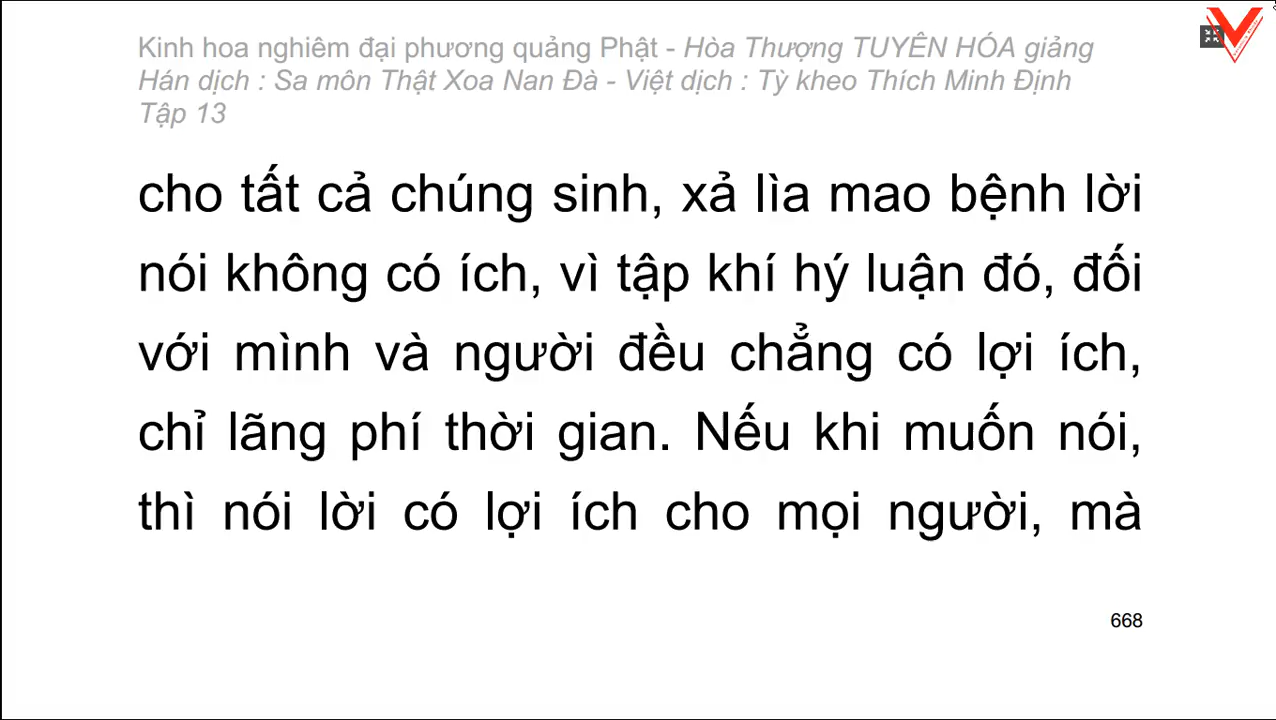 Kinh hoa nghiêm đại phương quảng Phật - Hòa Thượng TUYÊN HÓA giảng
Hán dịch : Sa môn Thật Xoa Nan Đà - Việt dịch : Tỳ kheo Thích Minh Định
Tập 13
cho tất cả chúng sinh, xả lìa mao bệnh lời
nói không có ích, vì tập khí hý luận đó, đối
với mình và người đều chẳng có lợi ích,
chỉ lãng phí thời gian. Nếu khi muốn nói,
thì nói lời có lợi ích cho mọi người, mà
668